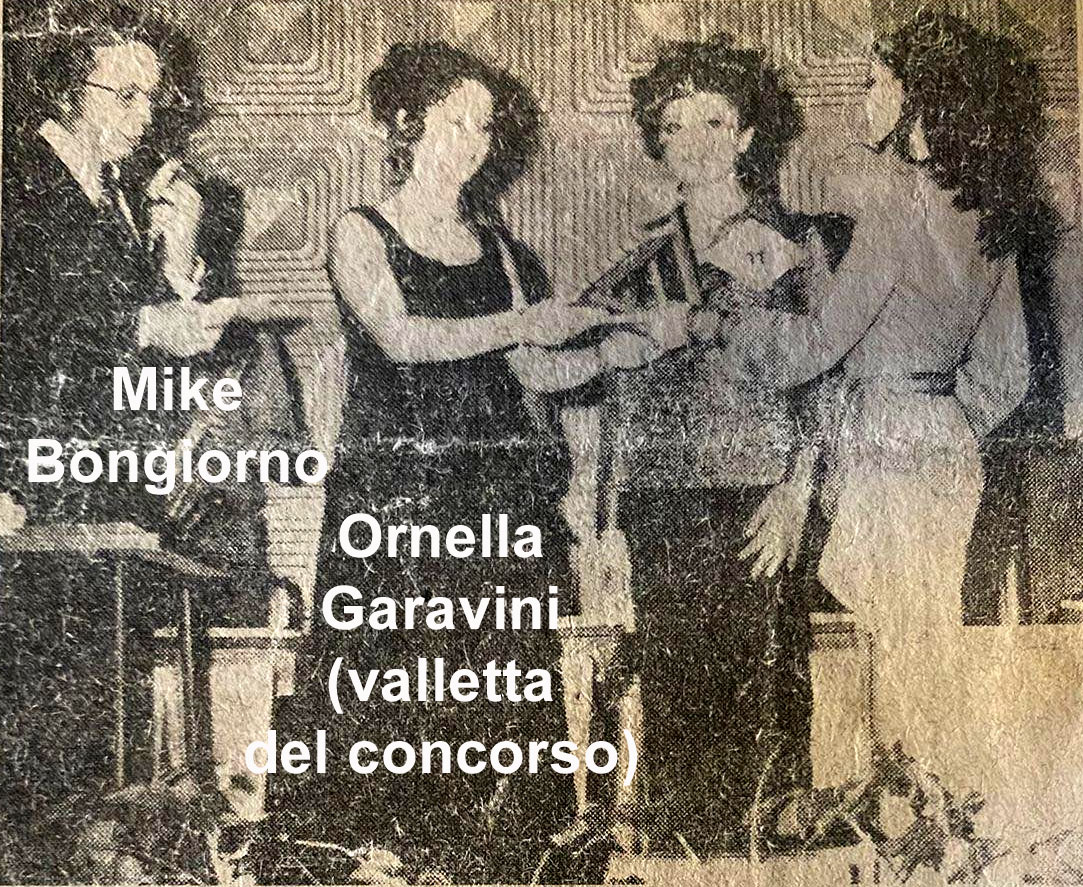 Mike
Bongiorno
Ornella
Garavini
(valletta
del concorso)